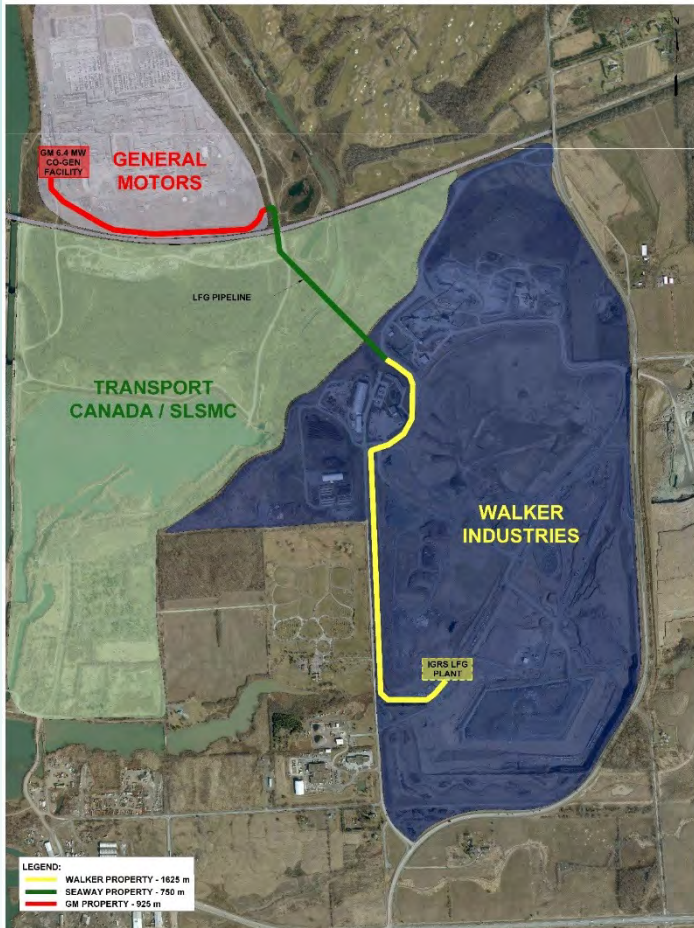 GM 6.4 MW
CO-GEN
FACILITY
GENERAL
MOTORS
LFG PIPELINE
TRANSPORT
CANADA / SLSMC
WALKER
INDUSTRIES
IGRS LFG
PLANT
LEGEND:
WALKER PROPERTY - 1625 m
SEAWAY PROPERTY - 750 m
GM PROPERTY - 925 m